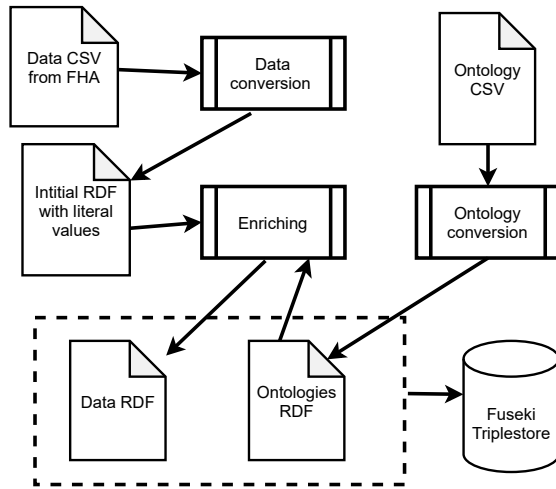 Data CSV
from FHA
Data
conversion
Ontology
CSV
Intitial RDF
with literal
values
Enriching
Ontology
conversion
Data RDF
Ontologies
RDF
Fuseki
Triplestore